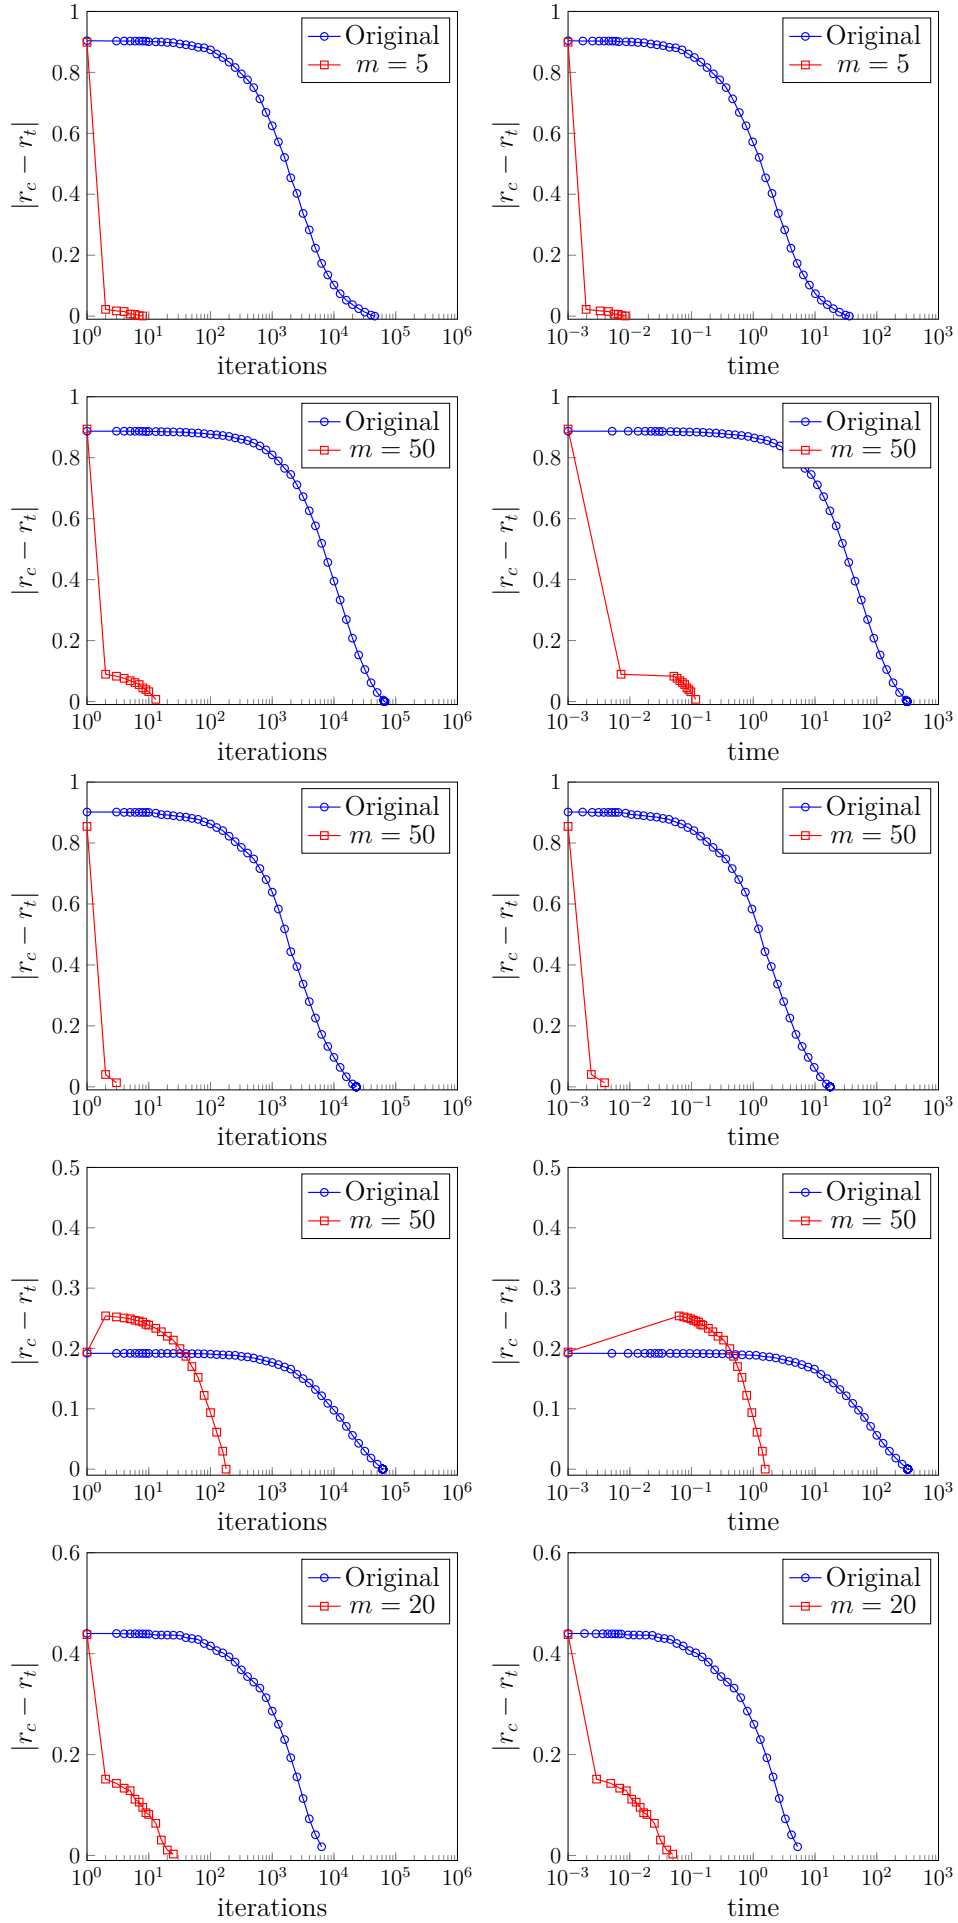 1
0.8
0.6
0.4
0.2
0
|r_c − r_t|
Original
m = 5
10^0 10^1 10^2 10^3 10^4 10^5 10^6
iterations
1
0.8
0.6
0.4
0.2
0
|r_c − r_t|
Original
m = 5
10^−3 10^−2 10^−1 10^0 10^1 10^2 10^3
time
1
0.8
0.6
0.4
0.2
0
|r_c − r_t|
Original
m = 50
10^0 10^1 10^2 10^3 10^4 10^5 10^6
iterations
1
0.8
0.6
0.4
0.2
0
|r_c − r_t|
Original
m = 50
10^−3 10^−2 10^−1 10^0 10^1 10^2 10^3
time
1
0.8
0.6
0.4
0.2
0
|r_c − r_t|
Original
m = 50
10^0 10^1 10^2 10^3 10^4 10^5 10^6
iterations
1
0.8
0.6
0.4
0.2
0
|r_c − r_t|
Original
m = 50
10^−3 10^−2 10^−1 10^0 10^1 10^2 10^3
time
0.5
0.4
0.3
0.2
0.1
0
|r_c − r_t|
Original
m = 50
10^0 10^1 10^2 10^3 10^4 10^5 10^6
iterations
0.5
0.4
0.3
0.2
0.1
0
|r_c − r_t|
Original
m = 50
10^−3 10^−2 10^−1 10^0 10^1 10^2 10^3
time
0.6
0.4
0.2
0
|r_c − r_t|
Original
m = 20
10^0 10^1 10^2 10^3 10^4 10^5 10^6
iterations
0.6
0.4
0.2
0
|r_c − r_t|
Original
m = 20
10^−3 10^−2 10^−1 10^0 10^1 10^2 10^3
time